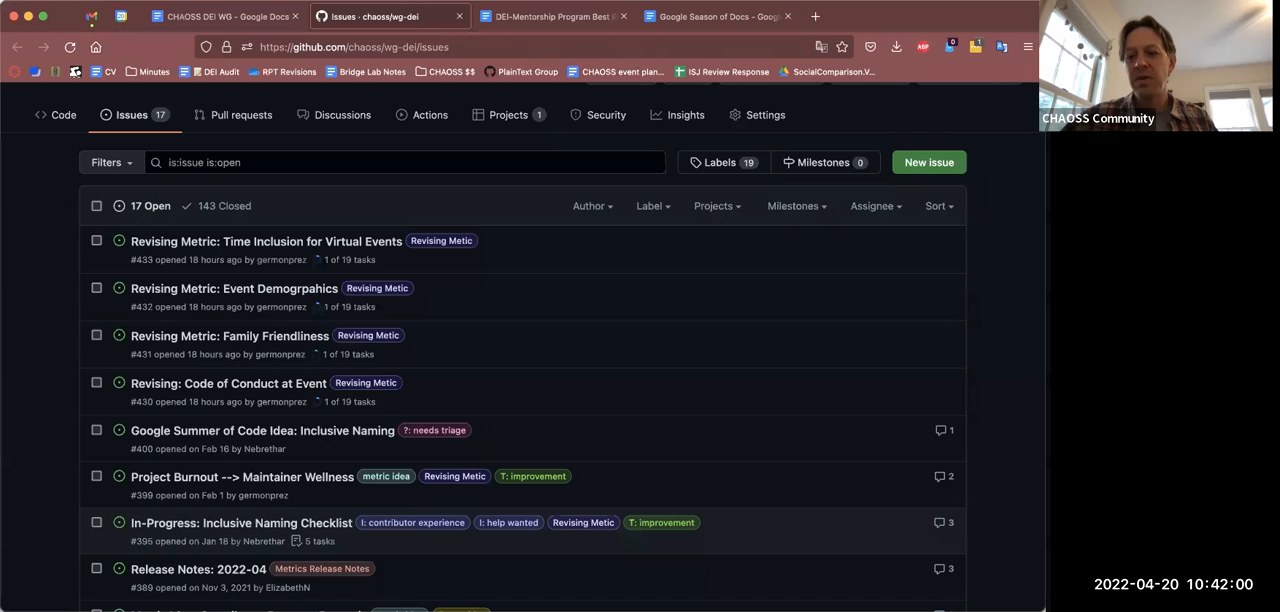 CHAOSS DEI WG - Google Docs
Issues · chaoss/wg-dei
DEI-Mentorship Program Best
Google Season of Docs - Goog
https://github.com/chaoss/wg-dei/issues
CV
Minutes
DEI Audit
RPT Revisions
Bridge Lab Notes
CHAOSS $$
PlainText Group
CHAOSS event plan...
ISJ Review Response
SocialComparison.V...
CHAOSS Community
Code
Issues 17
Pull requests
Discussions
Actions
Projects 1
Security
Insights
Settings
Filters
is:issue is:open
Labels 19
Milestones 0
New issue
17 Open
143 Closed
Author
Label
Projects
Milestones
Assignee
Sort
Revising Metric: Time Inclusion for Virtual Events Revising Metic
#433 opened 18 hours ago by germonprez 1 of 19 tasks
Revising Metric: Event Demogrpahics Revising Metic
#432 opened 18 hours ago by germonprez 1 of 19 tasks
Revising Metric: Family Friendliness Revising Metic
#431 opened 18 hours ago by germonprez 1 of 19 tasks
Revising: Code of Conduct at Event Revising Metic
#430 opened 18 hours ago by germonprez 1 of 19 tasks
Google Summer of Code Idea: Inclusive Naming ?: needs triage 1
#400 opened on Feb 16 by Nebrethar
Project Burnout --> Maintainer Wellness metric idea Revising Metic T: improvement 2
#399 opened on Feb 1 by germonprez
In-Progress: Inclusive Naming Checklist I: contributor experience I: help wanted Revising Metic T: improvement 3
#395 opened on Jan 18 by Nebrethar 5 tasks
Release Notes: 2022-04 Metrics Release Notes 3
#389 opened on Nov 3, 2021 by ElizabethN
2022-04-20 10:42:00